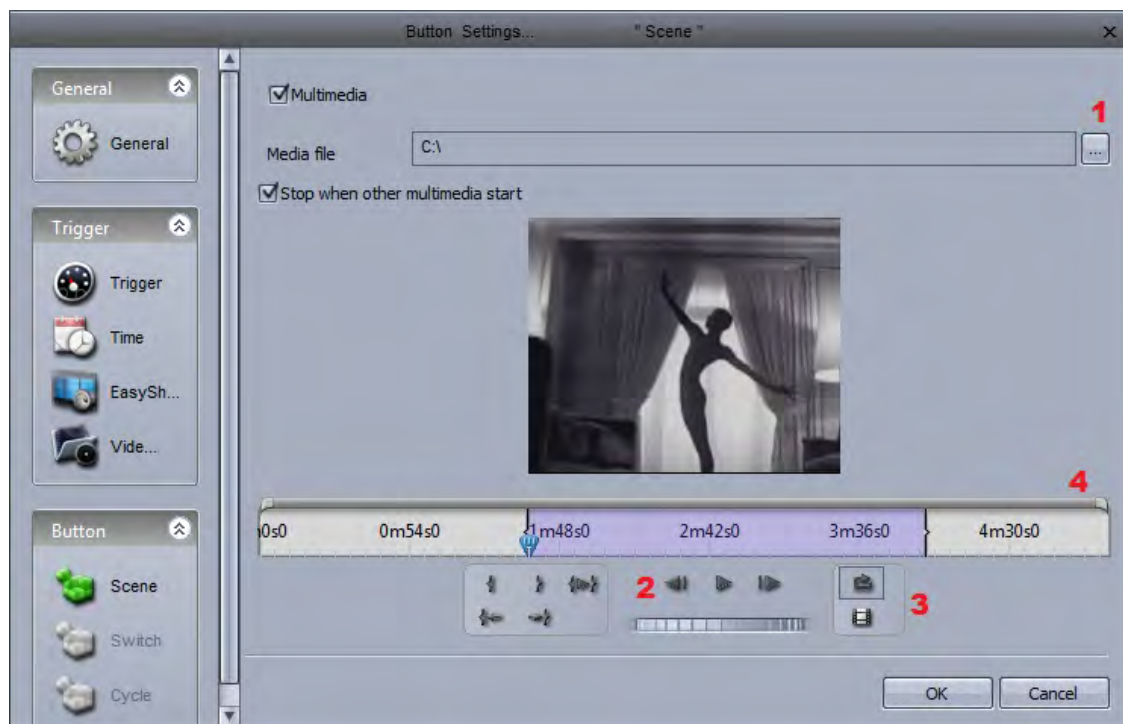 Button Settings... " Scene "
General
General
Trigger
Trigger
Time
EasySh...
Vide...
Button
Scene
Switch
Cycle
Multimedia
1
Media file C:\ ...
Stop when other multimedia start
4
0s0 0m54s0 1m48s0 2m42s0 3m36s0 4m30s0
2
3
OK Cancel